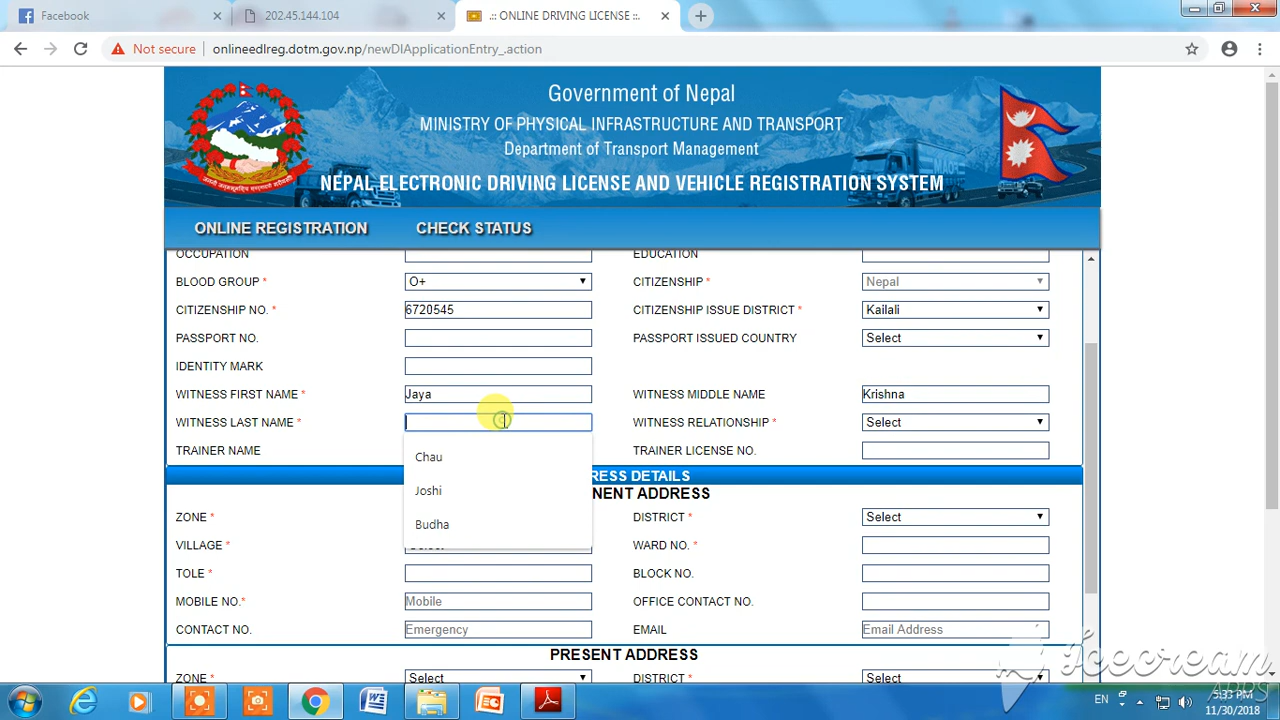 Facebook
202.45.144.104
.:: ONLINE DRIVING LICENSE ::.
Not secure
onlineedlreg.dotm.gov.np/newDlApplicationEntry_.action
Government of Nepal
MINISTRY OF PHYSICAL INFRASTRUCTURE AND TRANSPORT
Department of Transport Management
NEPAL ELECTRONIC DRIVING LICENSE AND VEHICLE REGISTRATION SYSTEM
ONLINE REGISTRATION CHECK STATUS
OCCUPATION EDUCATION
BLOOD GROUP * O+ CITIZENSHIP * Nepal
CITIZENSHIP NO. * 6720545 CITIZENSHIP ISSUE DISTRICT * Kailali
PASSPORT NO. PASSPORT ISSUED COUNTRY Select
IDENTITY MARK
WITNESS FIRST NAME * Jaya WITNESS MIDDLE NAME Krishna
WITNESS LAST NAME * WITNESS RELATIONSHIP * Select
TRAINER NAME TRAINER LICENSE NO.
Chau
Joshi
Budha
RESS DETAILS
NENT ADDRESS
ZONE * DISTRICT * Select
VILLAGE * WARD NO. *
TOLE * BLOCK NO.
MOBILE NO.* Mobile OFFICE CONTACT NO.
CONTACT NO. Emergency EMAIL Email Address
PRESENT ADDRESS
ZONE * Select DISTRICT * Select
Icecream
APPS
EN
5:33 PM
11/30/2018